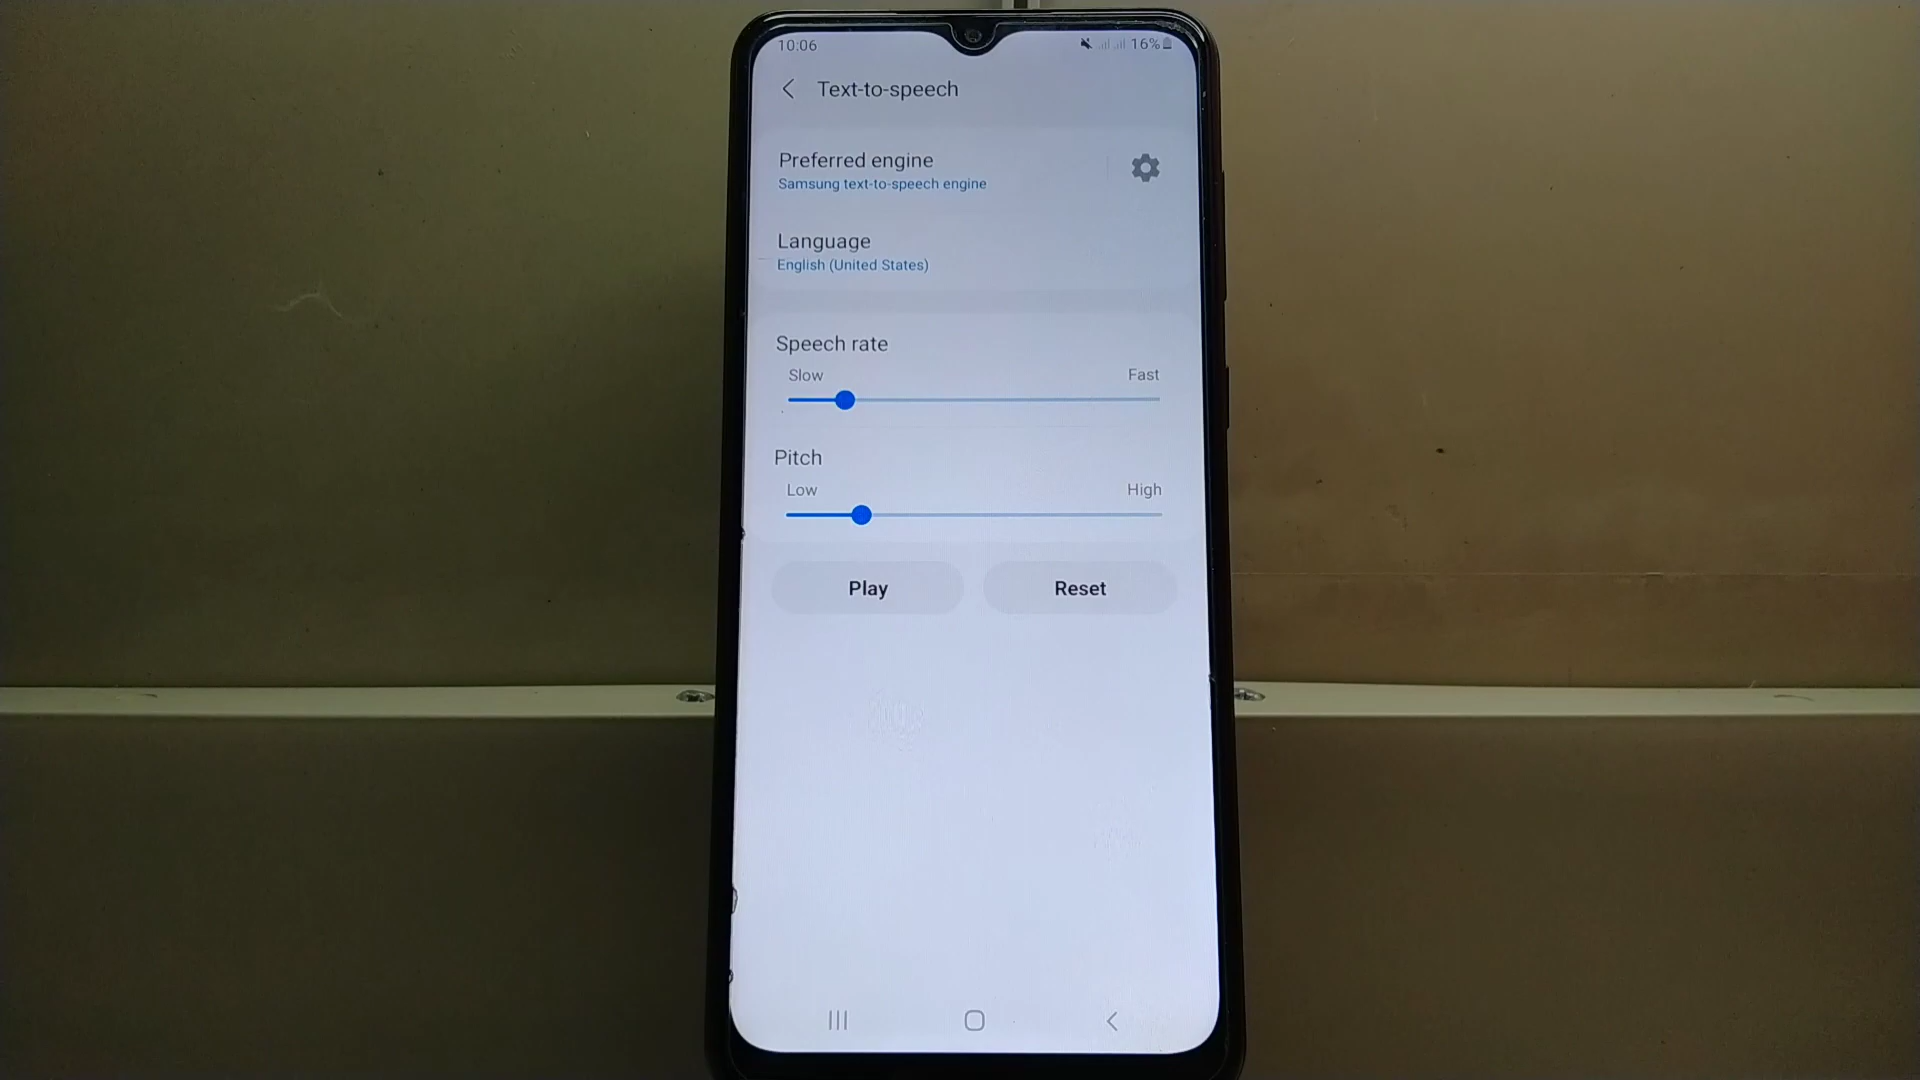 10:06 16%
Text-to-speech
Preferred engine
Samsung text-to-speech engine
Language
English (United States)
Speech rate
Slow Fast
Pitch
Low High
Play Reset